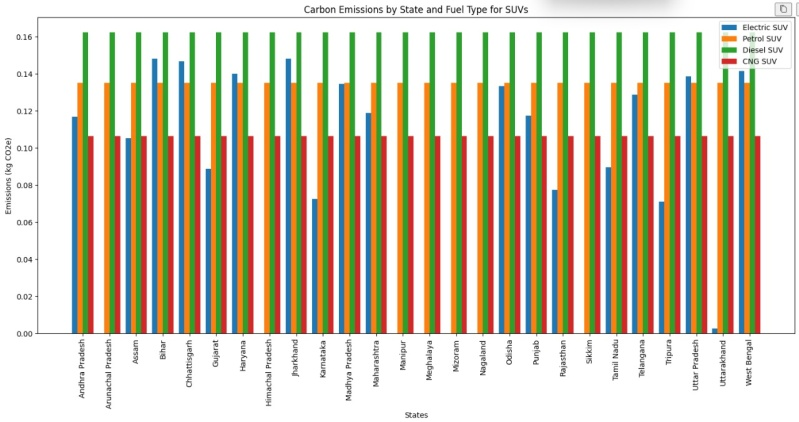 Carbon Emissions by State and Fuel Type for SUVs
Electric SUV
Petrol SUV
Diesel SUV
CNG SUV
Emissions (kg CO2e)
0.16
0.14
0.12
0.10
0.08
0.06
0.04
0.02
0.00
Andhra Pradesh
Arunachal Pradesh
Assam
Bihar
Chhattisgarh
Gujarat
Haryana
Himachal Pradesh
Jharkhand
Karnataka
Madhya Pradesh
Maharashtra
Manipur
Meghalaya
Mizoram
Nagaland
Odisha
Punjab
Rajasthan
Sikkim
Tamil Nadu
Telangana
Tripura
Uttar Pradesh
Uttarakhand
West Bengal
States